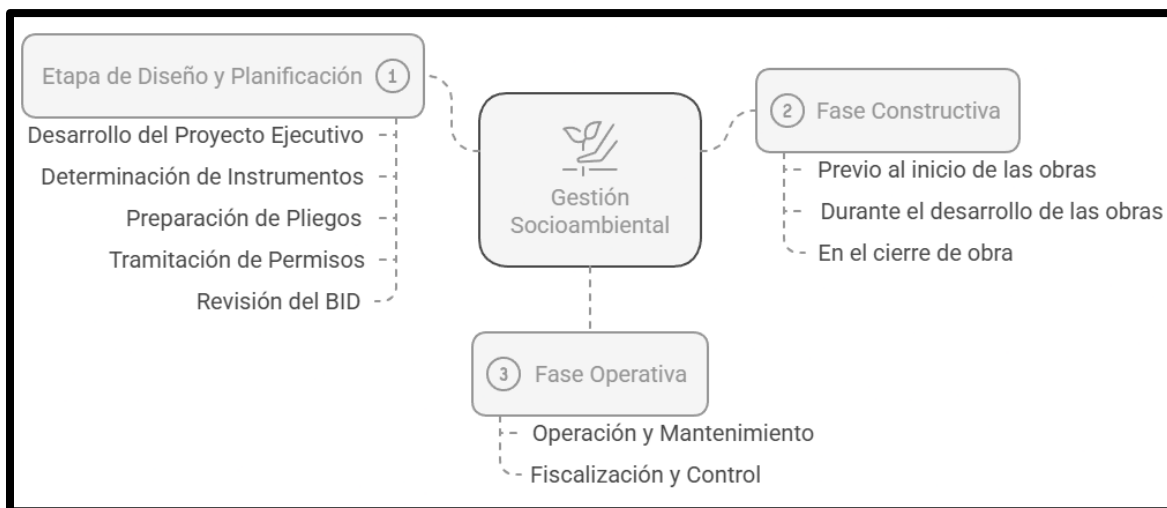 Etapa de Diseño y Planificación 1
Desarrollo del Proyecto Ejecutivo
Determinación de Instrumentos
Preparación de Pliegos
Tramitación de Permisos
Revisión del BID
Gestión
Socioambiental
2 Fase Constructiva
Previo al inicio de las obras
Durante el desarrollo de las obras
En el cierre de obra
3 Fase Operativa
Operación y Mantenimiento
Fiscalización y Control